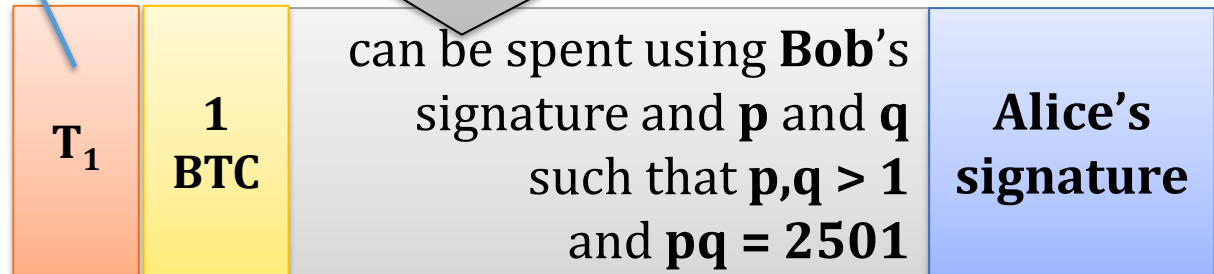 T₁
1
BTC
can be spent using Bob’s
signature and p and q
such that p,q > 1
and pq = 2501
Alice’s
signature